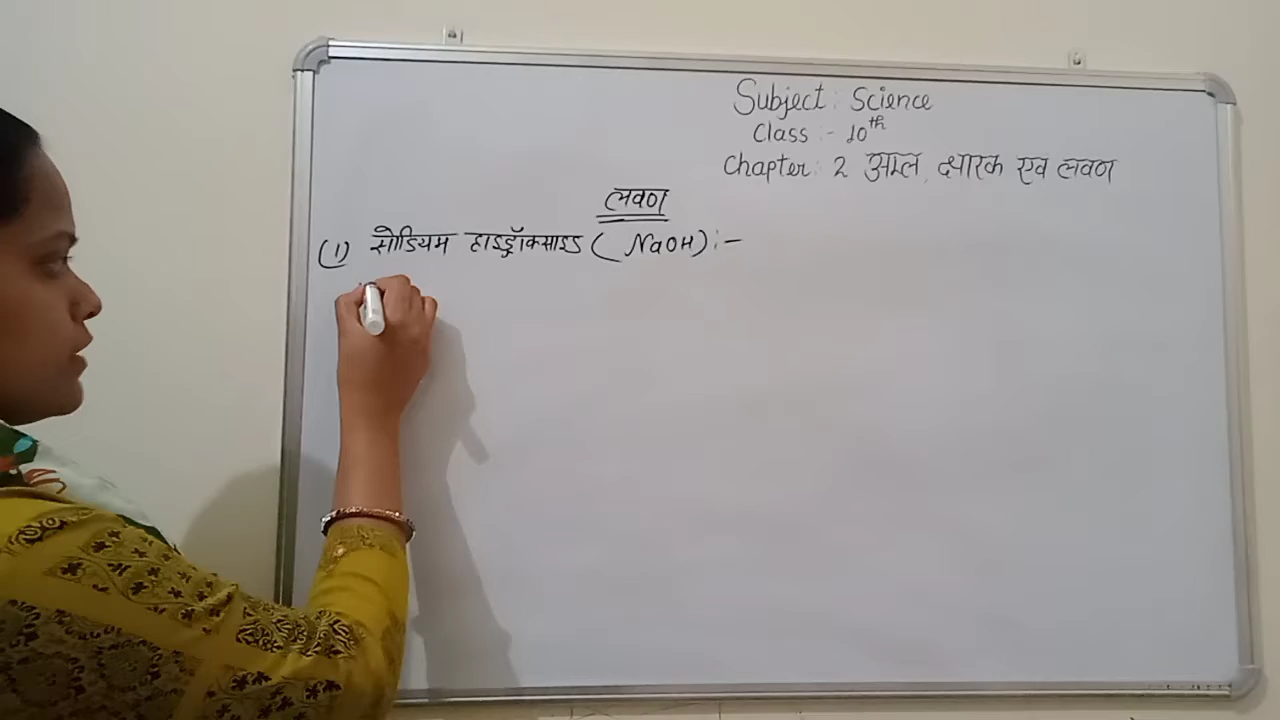 Subject: Science
Class :- 10th
Chapter: 2 अम्ल, क्षारक एव लवण
लवण
(1) सोडियम हाइड्रॉक्साइड ( NaOH) :-